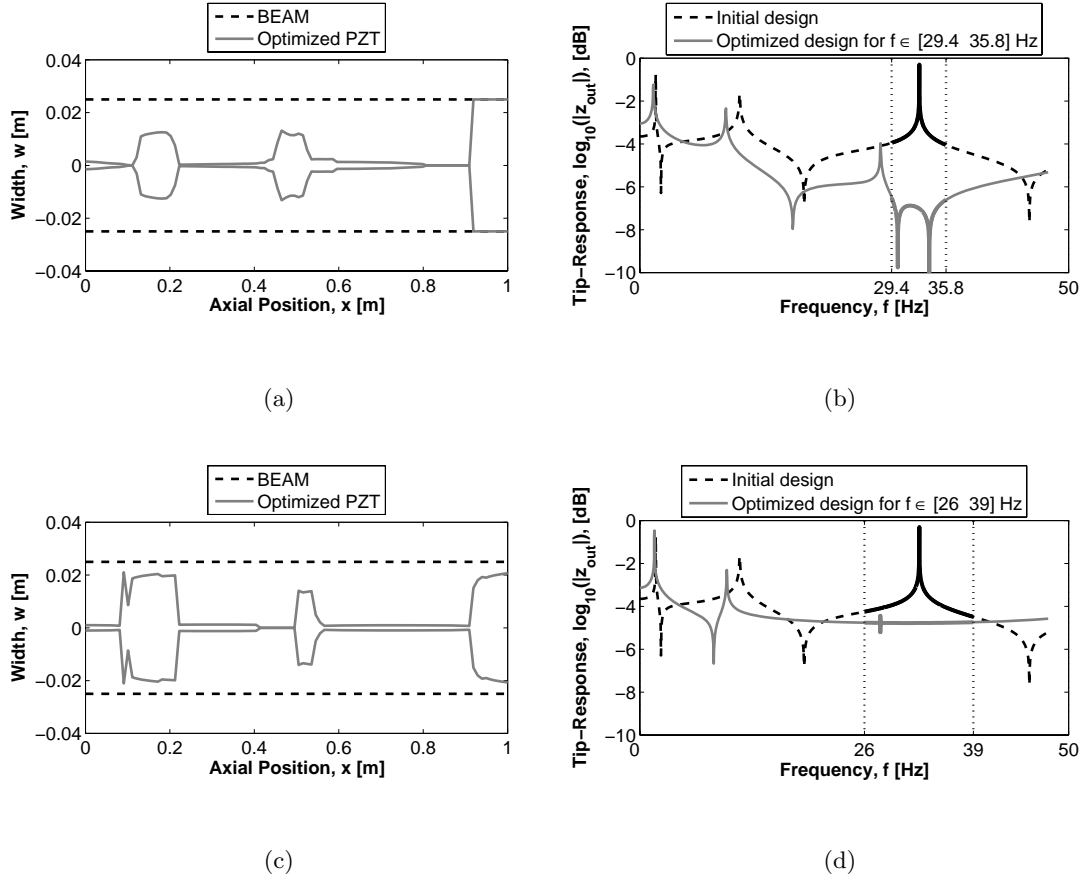 BEAM
Optimized PZT
0.04
0.02
0
−0.02
−0.04
Width, w [m]
0 0.2 0.4 0.6 0.8 1
Axial Position, x [m]
(a)
Initial design
Optimized design for f ∈ [29.4 35.8] Hz
0
−2
−4
−6
−8
−10
Tip−Response, log10(|zout|), [dB]
0 29.4 35.8 50
Frequency, f [Hz]
(b)
BEAM
Optimized PZT
0.04
0.02
0
−0.02
−0.04
Width, w [m]
0 0.2 0.4 0.6 0.8 1
Axial Position, x [m]
(c)
Initial design
Optimized design for f ∈ [26 39] Hz
0
−2
−4
−6
−8
−10
Tip−Response, log10(|zout|), [dB]
0 26 39 50
Frequency, f [Hz]
(d)